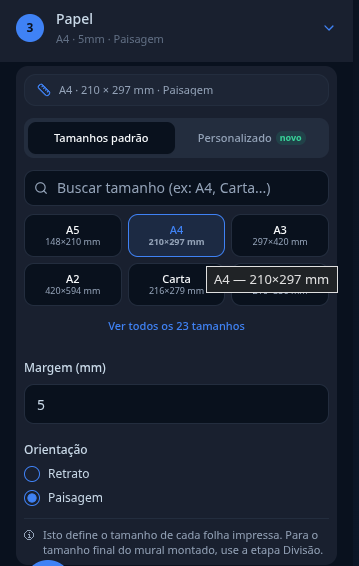 3
Papel
A4 · 5mm · Paisagem
A4 · 210 × 297 mm · Paisagem
Tamanhos padrão
Personalizado novo
Buscar tamanho (ex: A4, Carta...)
A5
148×210 mm
A4
210×297 mm
A3
297×420 mm
A2
420×594 mm
Carta
216×279 mm
A4 — 210×297 mm
Ver todos os 23 tamanhos
Margem (mm)
5
Orientação
Retrato
Paisagem
Isto define o tamanho de cada folha impressa. Para o
tamanho final do mural montado, use a etapa Divisão.